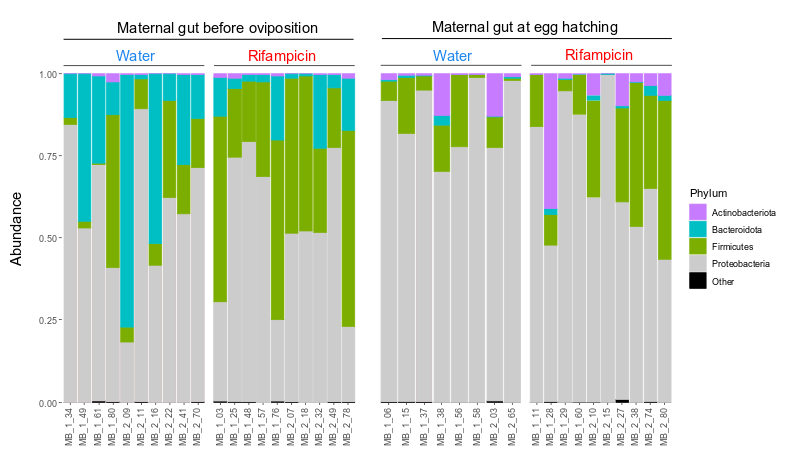 Maternal gut before oviposition
Maternal gut at egg hatching
Water
Rifampicin
Water
Rifampicin
1.00
0.75
0.50
0.25
0.00
Abundance
MB_1_34
MB_1_49
MB_1_61
MB_1_80
MB_2_09
MB_2_11
MB_2_16
MB_2_22
MB_2_41
MB_2_70
MB_1_03
MB_1_25
MB_1_48
MB_1_57
MB_1_76
MB_2_07
MB_2_18
MB_2_32
MB_2_49
MB_2_78
MB_1_06
MB_1_15
MB_1_37
MB_1_38
MB_1_56
MB_1_58
MB_2_03
MB_2_65
MB_1_11
MB_1_28
MB_1_29
MB_1_60
MB_2_10
MB_2_15
MB_2_27
MB_2_38
MB_2_74
MB_2_80
Phylum
Actinobacteriota
Bacteroidota
Firmicutes
Proteobacteria
Other